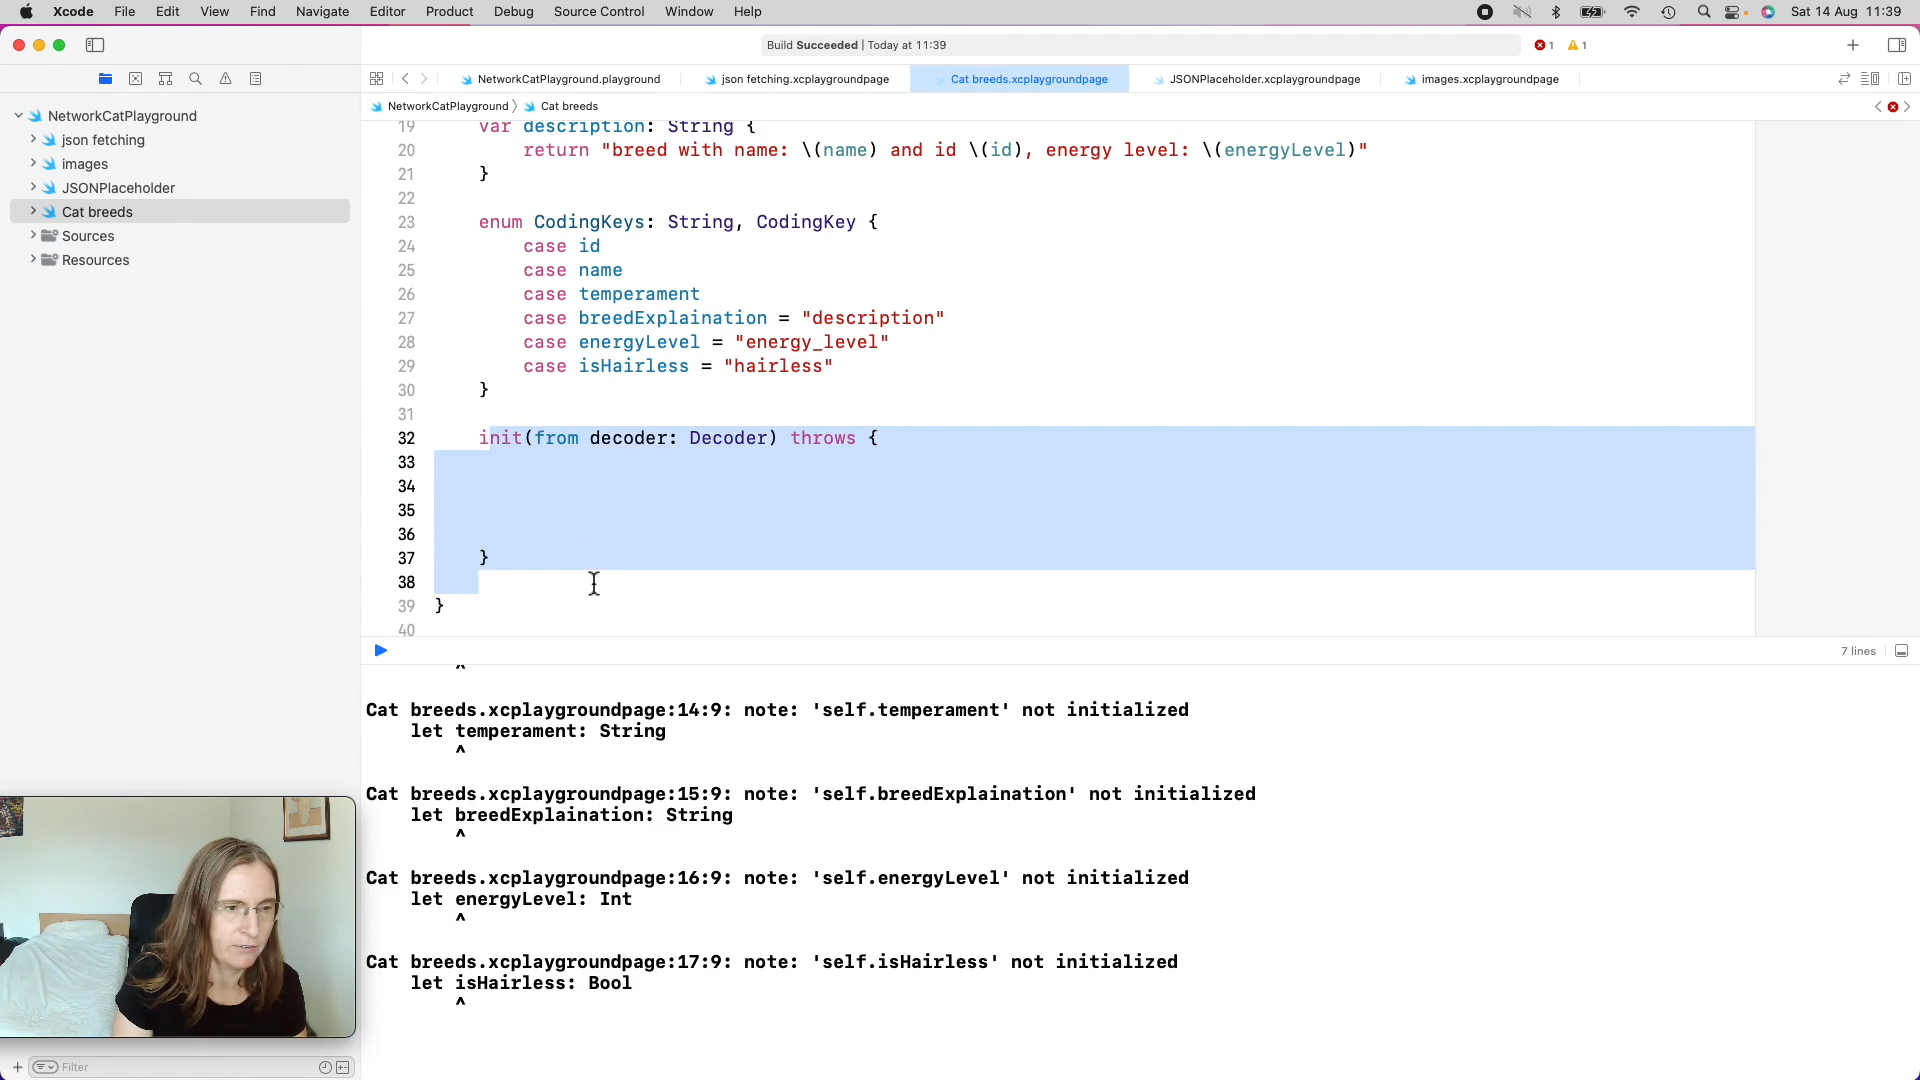 Xcode File Edit View Find Navigate Editor Product Debug Source Control Window Help Sat 14 Aug 11:39
Build Succeeded | Today at 11:39 1 1
NetworkCatPlayground.playground json fetching.xcplaygroundpage Cat breeds.xcplaygroundpage JSONPlaceholder.xcplaygroundpage images.xcplaygroundpage
NetworkCatPlayground Cat breeds
NetworkCatPlayground
json fetching
images
JSONPlaceholder
Cat breeds
Sources
Resources
19 var description: String {
20 return "breed with name: \(name) and id \(id), energy level: \(energyLevel)"
21 }
22
23 enum CodingKeys: String, CodingKey {
24 case id
25 case name
26 case temperament
27 case breedExplaination = "description"
28 case energyLevel = "energy_level"
29 case isHairless = "hairless"
30 }
31
32 init(from decoder: Decoder) throws {
33
34
35
36
37 }
38
39 }
40
7 lines
^
Cat breeds.xcplaygroundpage:14:9: note: 'self.temperament' not initialized
let temperament: String
^
Cat breeds.xcplaygroundpage:15:9: note: 'self.breedExplaination' not initialized
let breedExplaination: String
^
Cat breeds.xcplaygroundpage:16:9: note: 'self.energyLevel' not initialized
let energyLevel: Int
^
Cat breeds.xcplaygroundpage:17:9: note: 'self.isHairless' not initialized
let isHairless: Bool
^
Filter